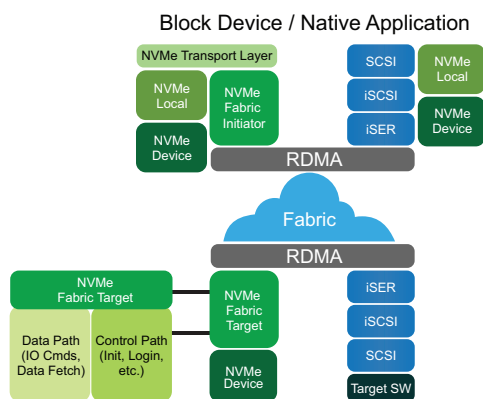 Block Device / Native Application
NVMe Transport Layer
NVMe
Local
NVMe
Device
NVMe
Fabric
Initiator
SCSI
iSCSI
iSER
NVMe
Local
NVMe
Device
RDMA
Fabric
RDMA
NVMe
Fabric Target
Data Path
(IO Cmds,
Data Fetch)
Control Path
(Init, Login,
etc.)
NVMe
Fabric
Target
NVMe
Device
iSER
iSCSI
SCSI
Target SW